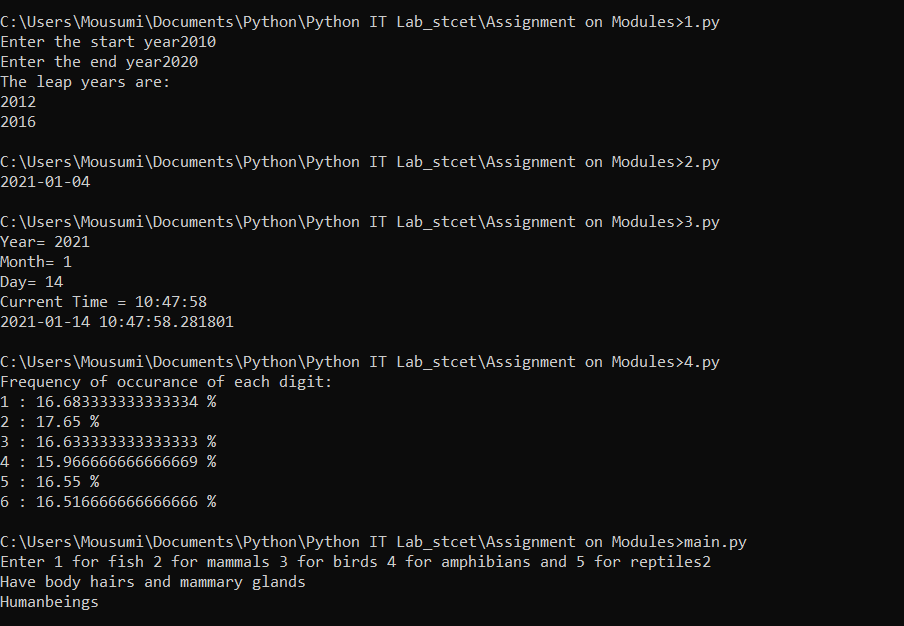 C:\Users\Mousumi\Documents\Python\Python IT Lab_stcet\Assignment on Modules>1.py
Enter the start year2010
Enter the end year2020
The leap years are:
2012
2016
C:\Users\Mousumi\Documents\Python\Python IT Lab_stcet\Assignment on Modules>2.py
2021-01-04
C:\Users\Mousumi\Documents\Python\Python IT Lab_stcet\Assignment on Modules>3.py
Year= 2021
Month= 1
Day= 14
Current Time = 10:47:58
2021-01-14 10:47:58.281801
C:\Users\Mousumi\Documents\Python\Python IT Lab_stcet\Assignment on Modules>4.py
Frequency of occurance of each digit:
1 : 16.683333333333334 %
2 : 17.65 %
3 : 16.633333333333333 %
4 : 15.966666666666669 %
5 : 16.55 %
6 : 16.516666666666666 %
C:\Users\Mousumi\Documents\Python\Python IT Lab_stcet\Assignment on Modules>main.py
Enter 1 for fish 2 for mammals 3 for birds 4 for amphibians and 5 for reptiles2
Have body hairs and mammary glands
Humanbeings